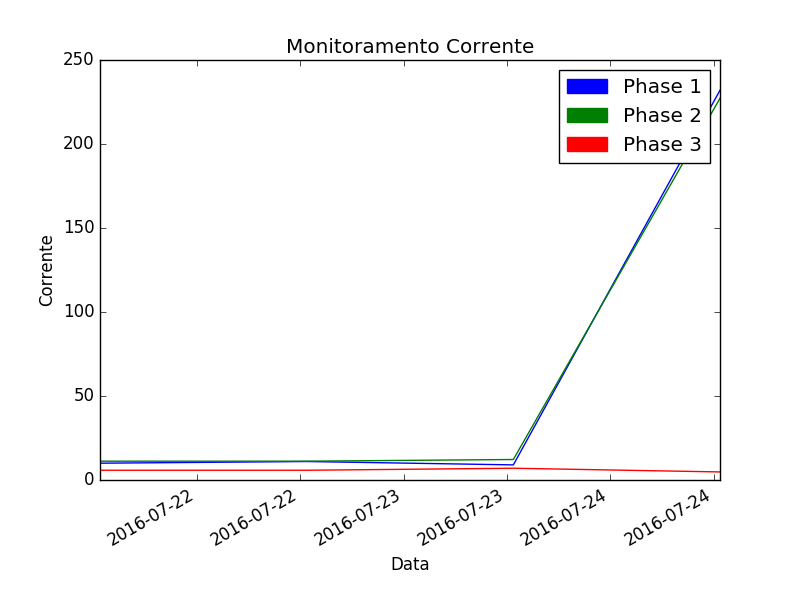 Monitoramento Corrente
250
200
150
100
50
0
Corrente
Phase 1
Phase 2
Phase 3
2016-07-22
2016-07-22
2016-07-23
2016-07-23
2016-07-24
2016-07-24
Data